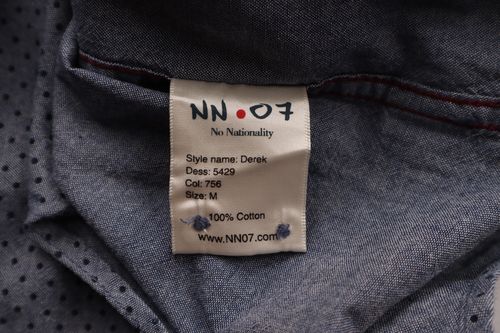 NN.07
No Nationality
Style name: Derek
Dess: 5429
Col: 756
Size: M
100% Cotton
www.NN07.com